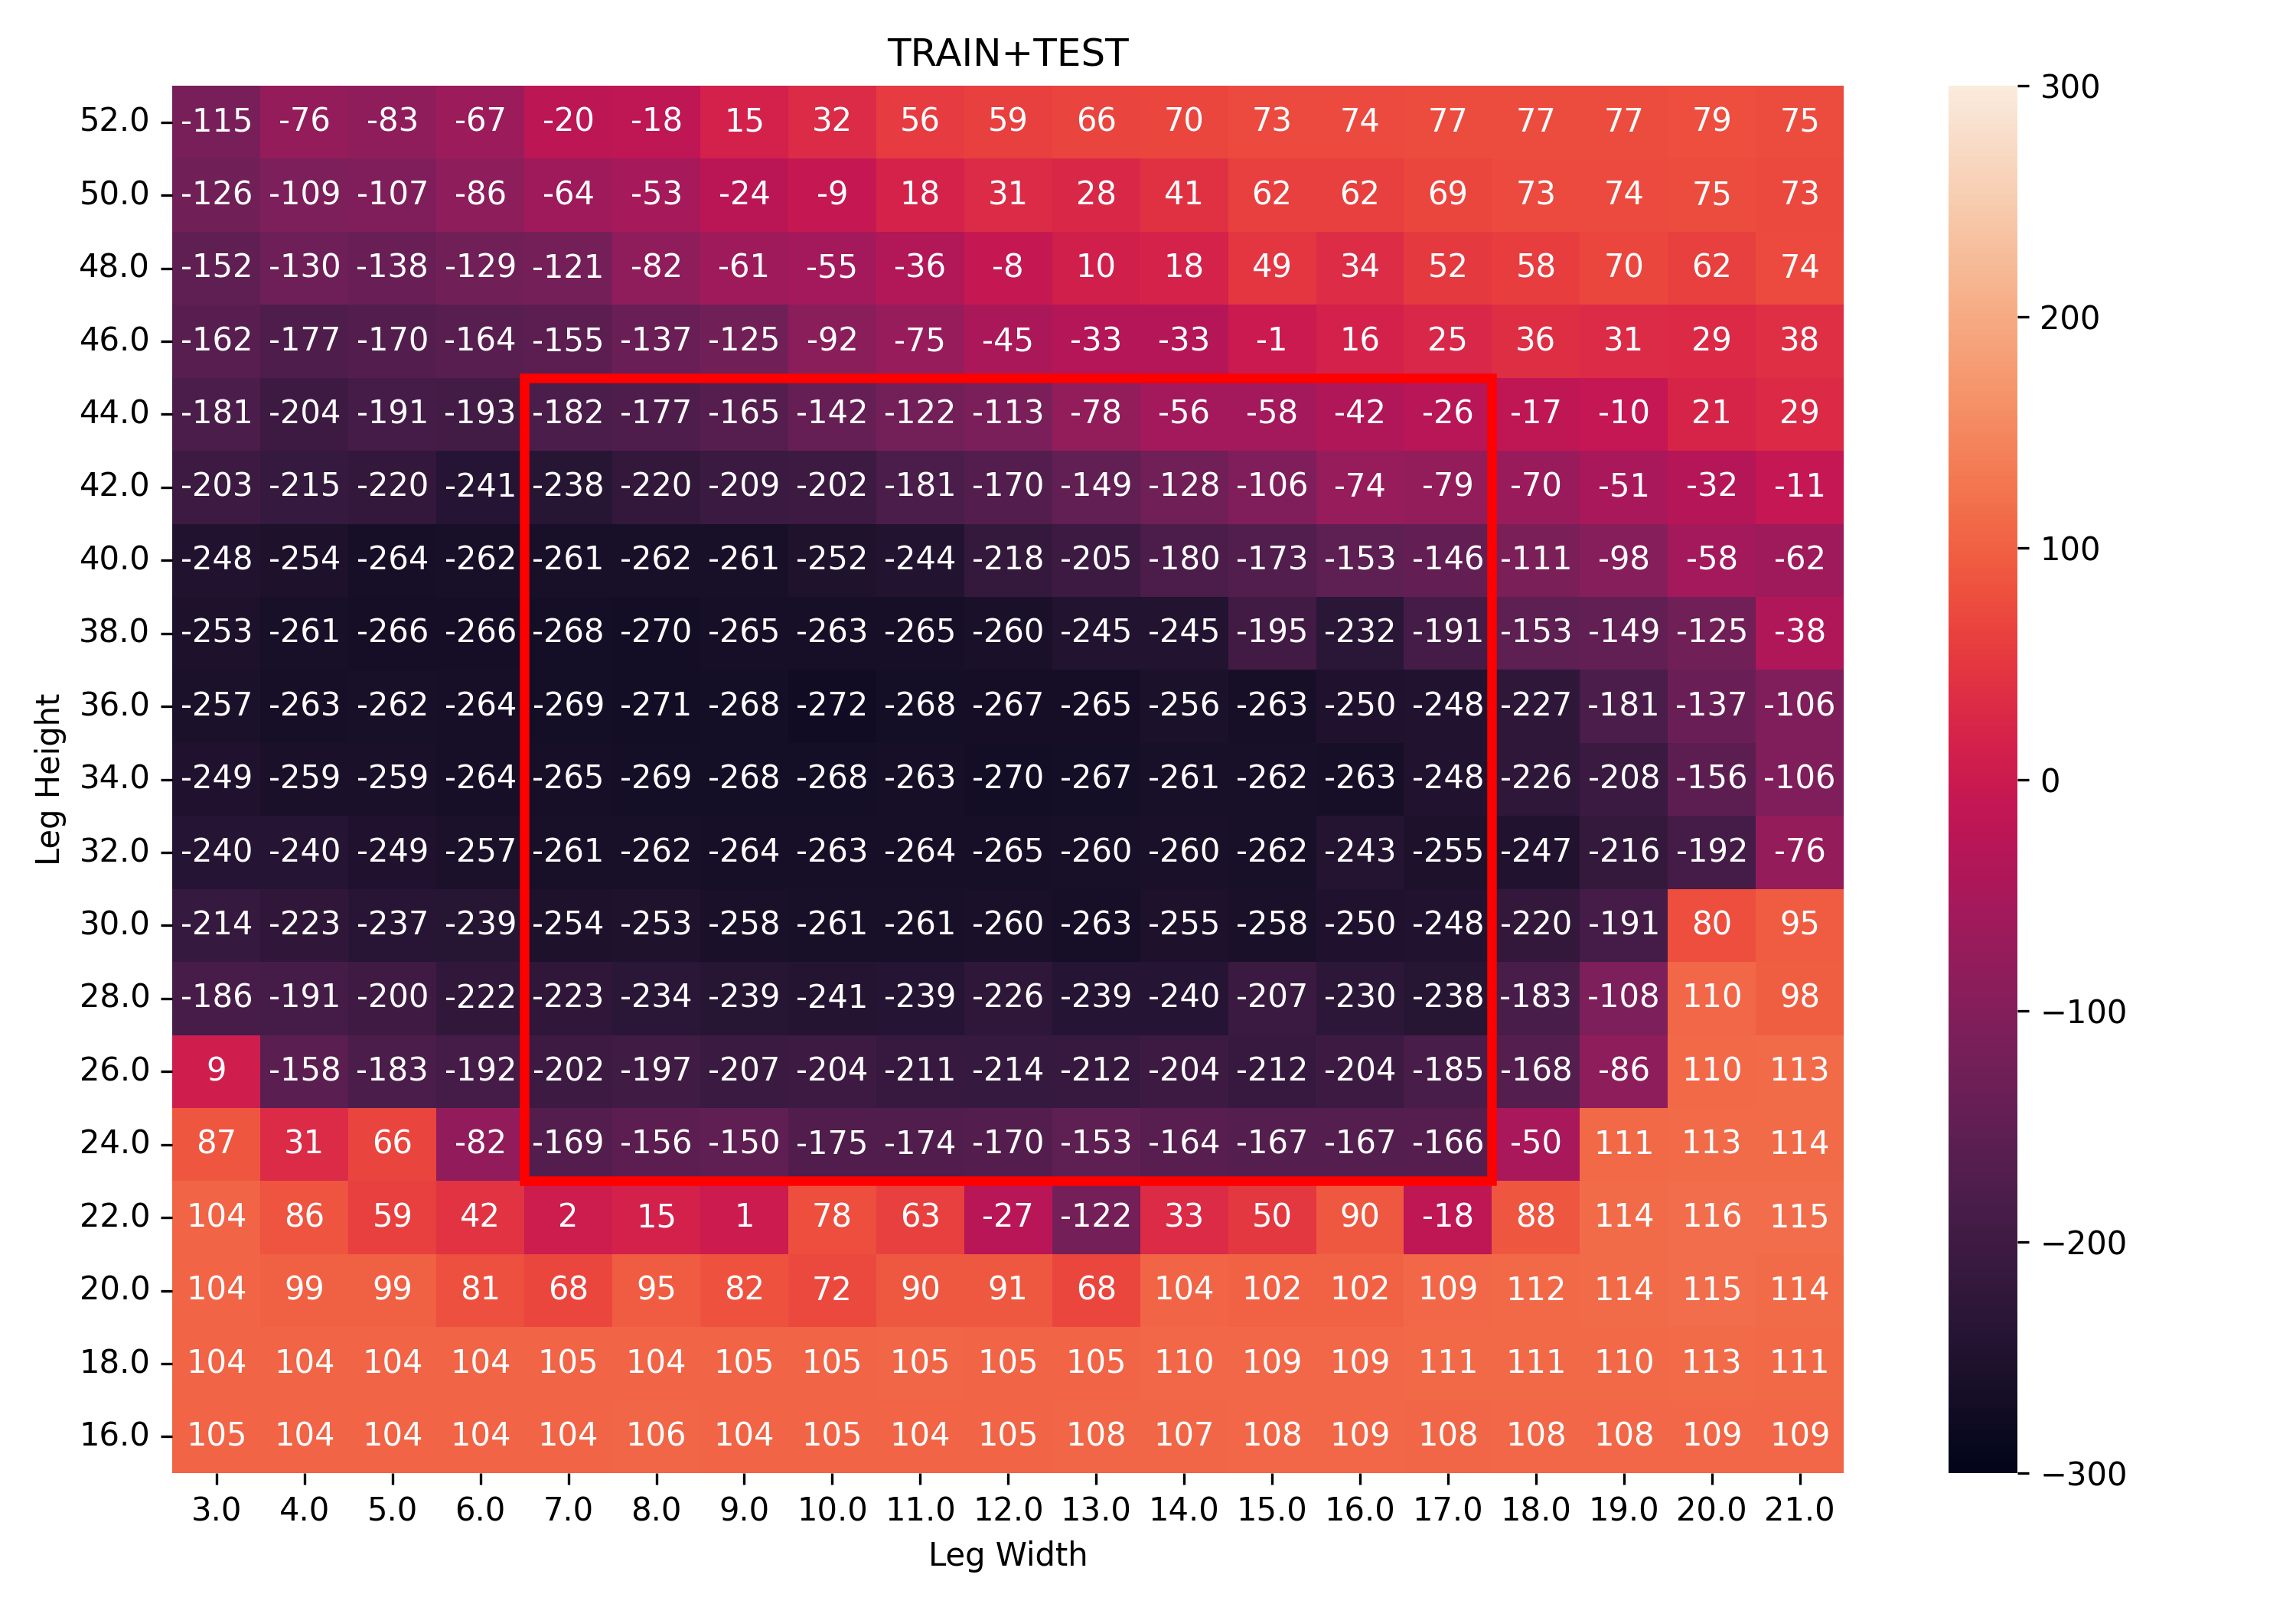 TRAIN+TEST
52.0 -115 -76 -83 -67 -20 -18 15 32 56 59 66 70 73 74 77 77 77 79 75
50.0 -126 -109 -107 -86 -64 -53 -24 -9 18 31 28 41 62 62 69 73 74 75 73
48.0 -152 -130 -138 -129 -121 -82 -61 -55 -36 -8 10 18 49 34 52 58 70 62 74
46.0 -162 -177 -170 -164 -155 -137 -125 -92 -75 -45 -33 -33 -1 16 25 36 31 29 38
44.0 -181 -204 -191 -193 -182 -177 -165 -142 -122 -113 -78 -56 -58 -42 -26 -17 -10 21 29
42.0 -203 -215 -220 -241 -238 -220 -209 -202 -181 -170 -149 -128 -106 -74 -79 -70 -51 -32 -11
40.0 -248 -254 -264 -262 -261 -262 -261 -252 -244 -218 -205 -180 -173 -153 -146 -111 -98 -58 -62
38.0 -253 -261 -266 -266 -268 -270 -265 -263 -265 -260 -245 -245 -195 -232 -191 -153 -149 -125 -38
36.0 -257 -263 -262 -264 -269 -271 -268 -272 -268 -267 -265 -256 -263 -250 -248 -227 -181 -137 -106
34.0 -249 -259 -259 -264 -265 -269 -268 -268 -263 -270 -267 -261 -262 -263 -248 -226 -208 -156 -106
32.0 -240 -240 -249 -257 -261 -262 -264 -263 -264 -265 -260 -260 -262 -243 -255 -247 -216 -192 -76
30.0 -214 -223 -237 -239 -254 -253 -258 -261 -261 -260 -263 -255 -258 -250 -248 -220 -191 80 95
28.0 -186 -191 -200 -222 -223 -234 -239 -241 -239 -226 -239 -240 -207 -230 -238 -183 -108 110 98
26.0 9 -158 -183 -192 -202 -197 -207 -204 -211 -214 -212 -204 -212 -204 -185 -168 -86 110 113
24.0 87 31 66 -82 -169 -156 -150 -175 -174 -170 -153 -164 -167 -167 -166 -50 111 113 114
22.0 104 86 59 42 2 15 1 78 63 -27 -122 33 50 90 -18 88 114 116 115
20.0 104 99 99 81 68 95 82 72 90 91 68 104 102 102 109 112 114 115 114
18.0 104 104 104 104 105 104 105 105 105 105 105 110 109 109 111 111 110 113 111
16.0 105 104 104 104 104 106 104 105 104 105 108 107 108 109 108 108 108 109 109
3.0 4.0 5.0 6.0 7.0 8.0 9.0 10.0 11.0 12.0 13.0 14.0 15.0 16.0 17.0 18.0 19.0 20.0 21.0
Leg Width
Leg Height
300
200
100
0
−100
−200
−300